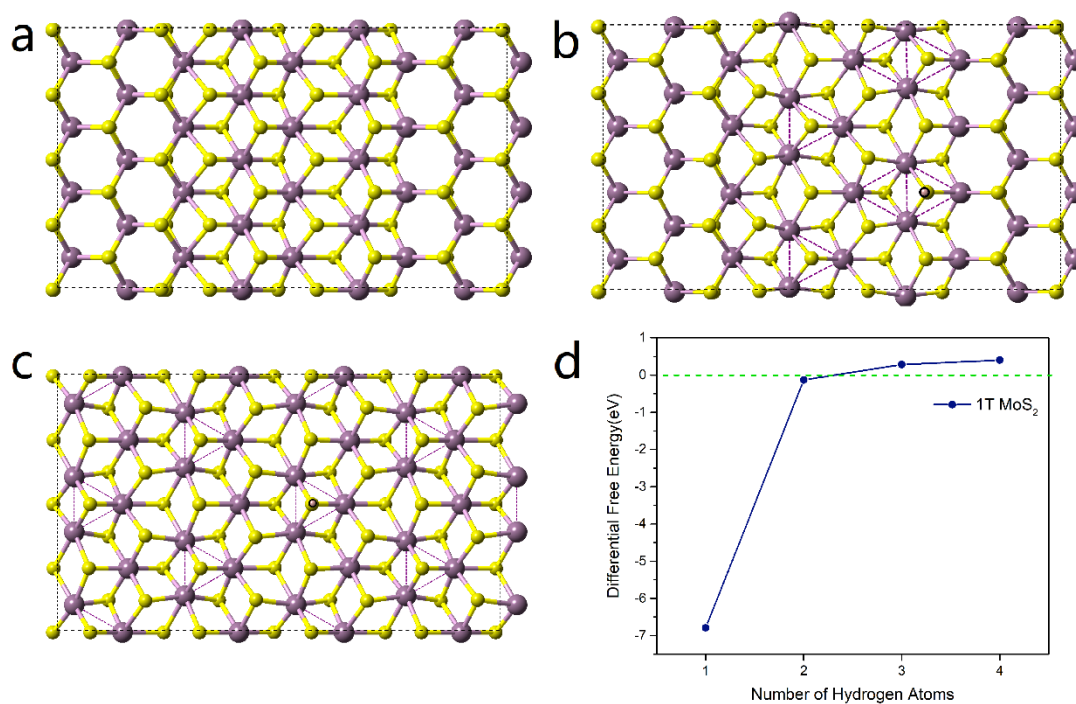 a
b
c
d
1
0
-1
-2
-3
-4
-5
-6
-7
Differential Free Energy(eV)
1T MoS₂
1 2 3 4
Number of Hydrogen Atoms